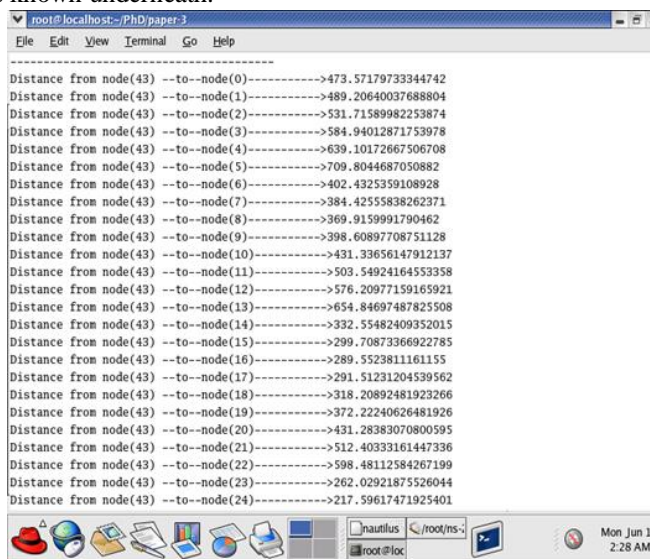 known underneath.
root@localhost:~/PhD/paper-3
File Edit View Terminal Go Help
----------------------------------------
Distance from node(43) --to--node(0)----------->473.57179733344742
Distance from node(43) --to--node(1)----------->489.20640037688804
Distance from node(43) --to--node(2)----------->531.71589982253874
Distance from node(43) --to--node(3)----------->584.94012871753978
Distance from node(43) --to--node(4)----------->639.10172667506708
Distance from node(43) --to--node(5)----------->709.8044687050882
Distance from node(43) --to--node(6)----------->402.4325359108928
Distance from node(43) --to--node(7)----------->384.42555838262371
Distance from node(43) --to--node(8)----------->369.9159991790462
Distance from node(43) --to--node(9)----------->398.60897708751128
Distance from node(43) --to--node(10)----------->431.33656147912137
Distance from node(43) --to--node(11)----------->503.54924164553358
Distance from node(43) --to--node(12)----------->576.20977159165921
Distance from node(43) --to--node(13)----------->654.84697487825508
Distance from node(43) --to--node(14)----------->332.55482409352015
Distance from node(43) --to--node(15)----------->299.70873366922785
Distance from node(43) --to--node(16)----------->289.5523811161155
Distance from node(43) --to--node(17)----------->291.51231204539562
Distance from node(43) --to--node(18)----------->318.20892481923266
Distance from node(43) --to--node(19)----------->372.22240626481926
Distance from node(43) --to--node(20)----------->431.28383070800595
Distance from node(43) --to--node(21)----------->512.40333161447336
Distance from node(43) --to--node(22)----------->598.48112584267199
Distance from node(43) --to--node(23)----------->262.02921875526044
Distance from node(43) --to--node(24)----------->217.59617471925401
nautilus /root/ns-
root@loc
Mon Jun 1
2:28 AM